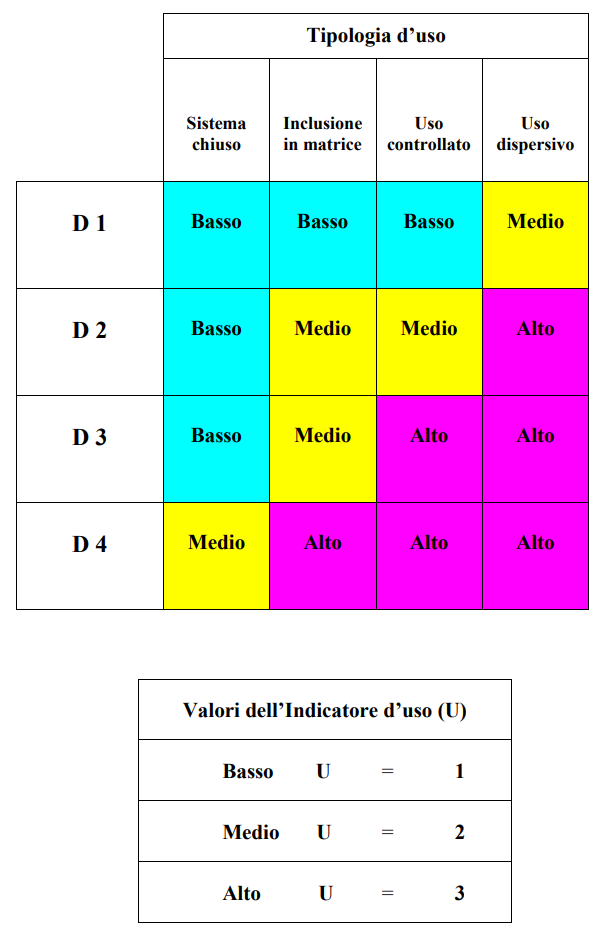 Tipologia d’uso
Sistema chiuso Inclusione in matrice Uso controllato Uso dispersivo
D 1 Basso Basso Basso Medio
D 2 Basso Medio Medio Alto
D 3 Basso Medio Alto Alto
D 4 Medio Alto Alto Alto
Valori dell’Indicatore d’uso (U)
Basso U = 1
Medio U = 2
Alto U = 3